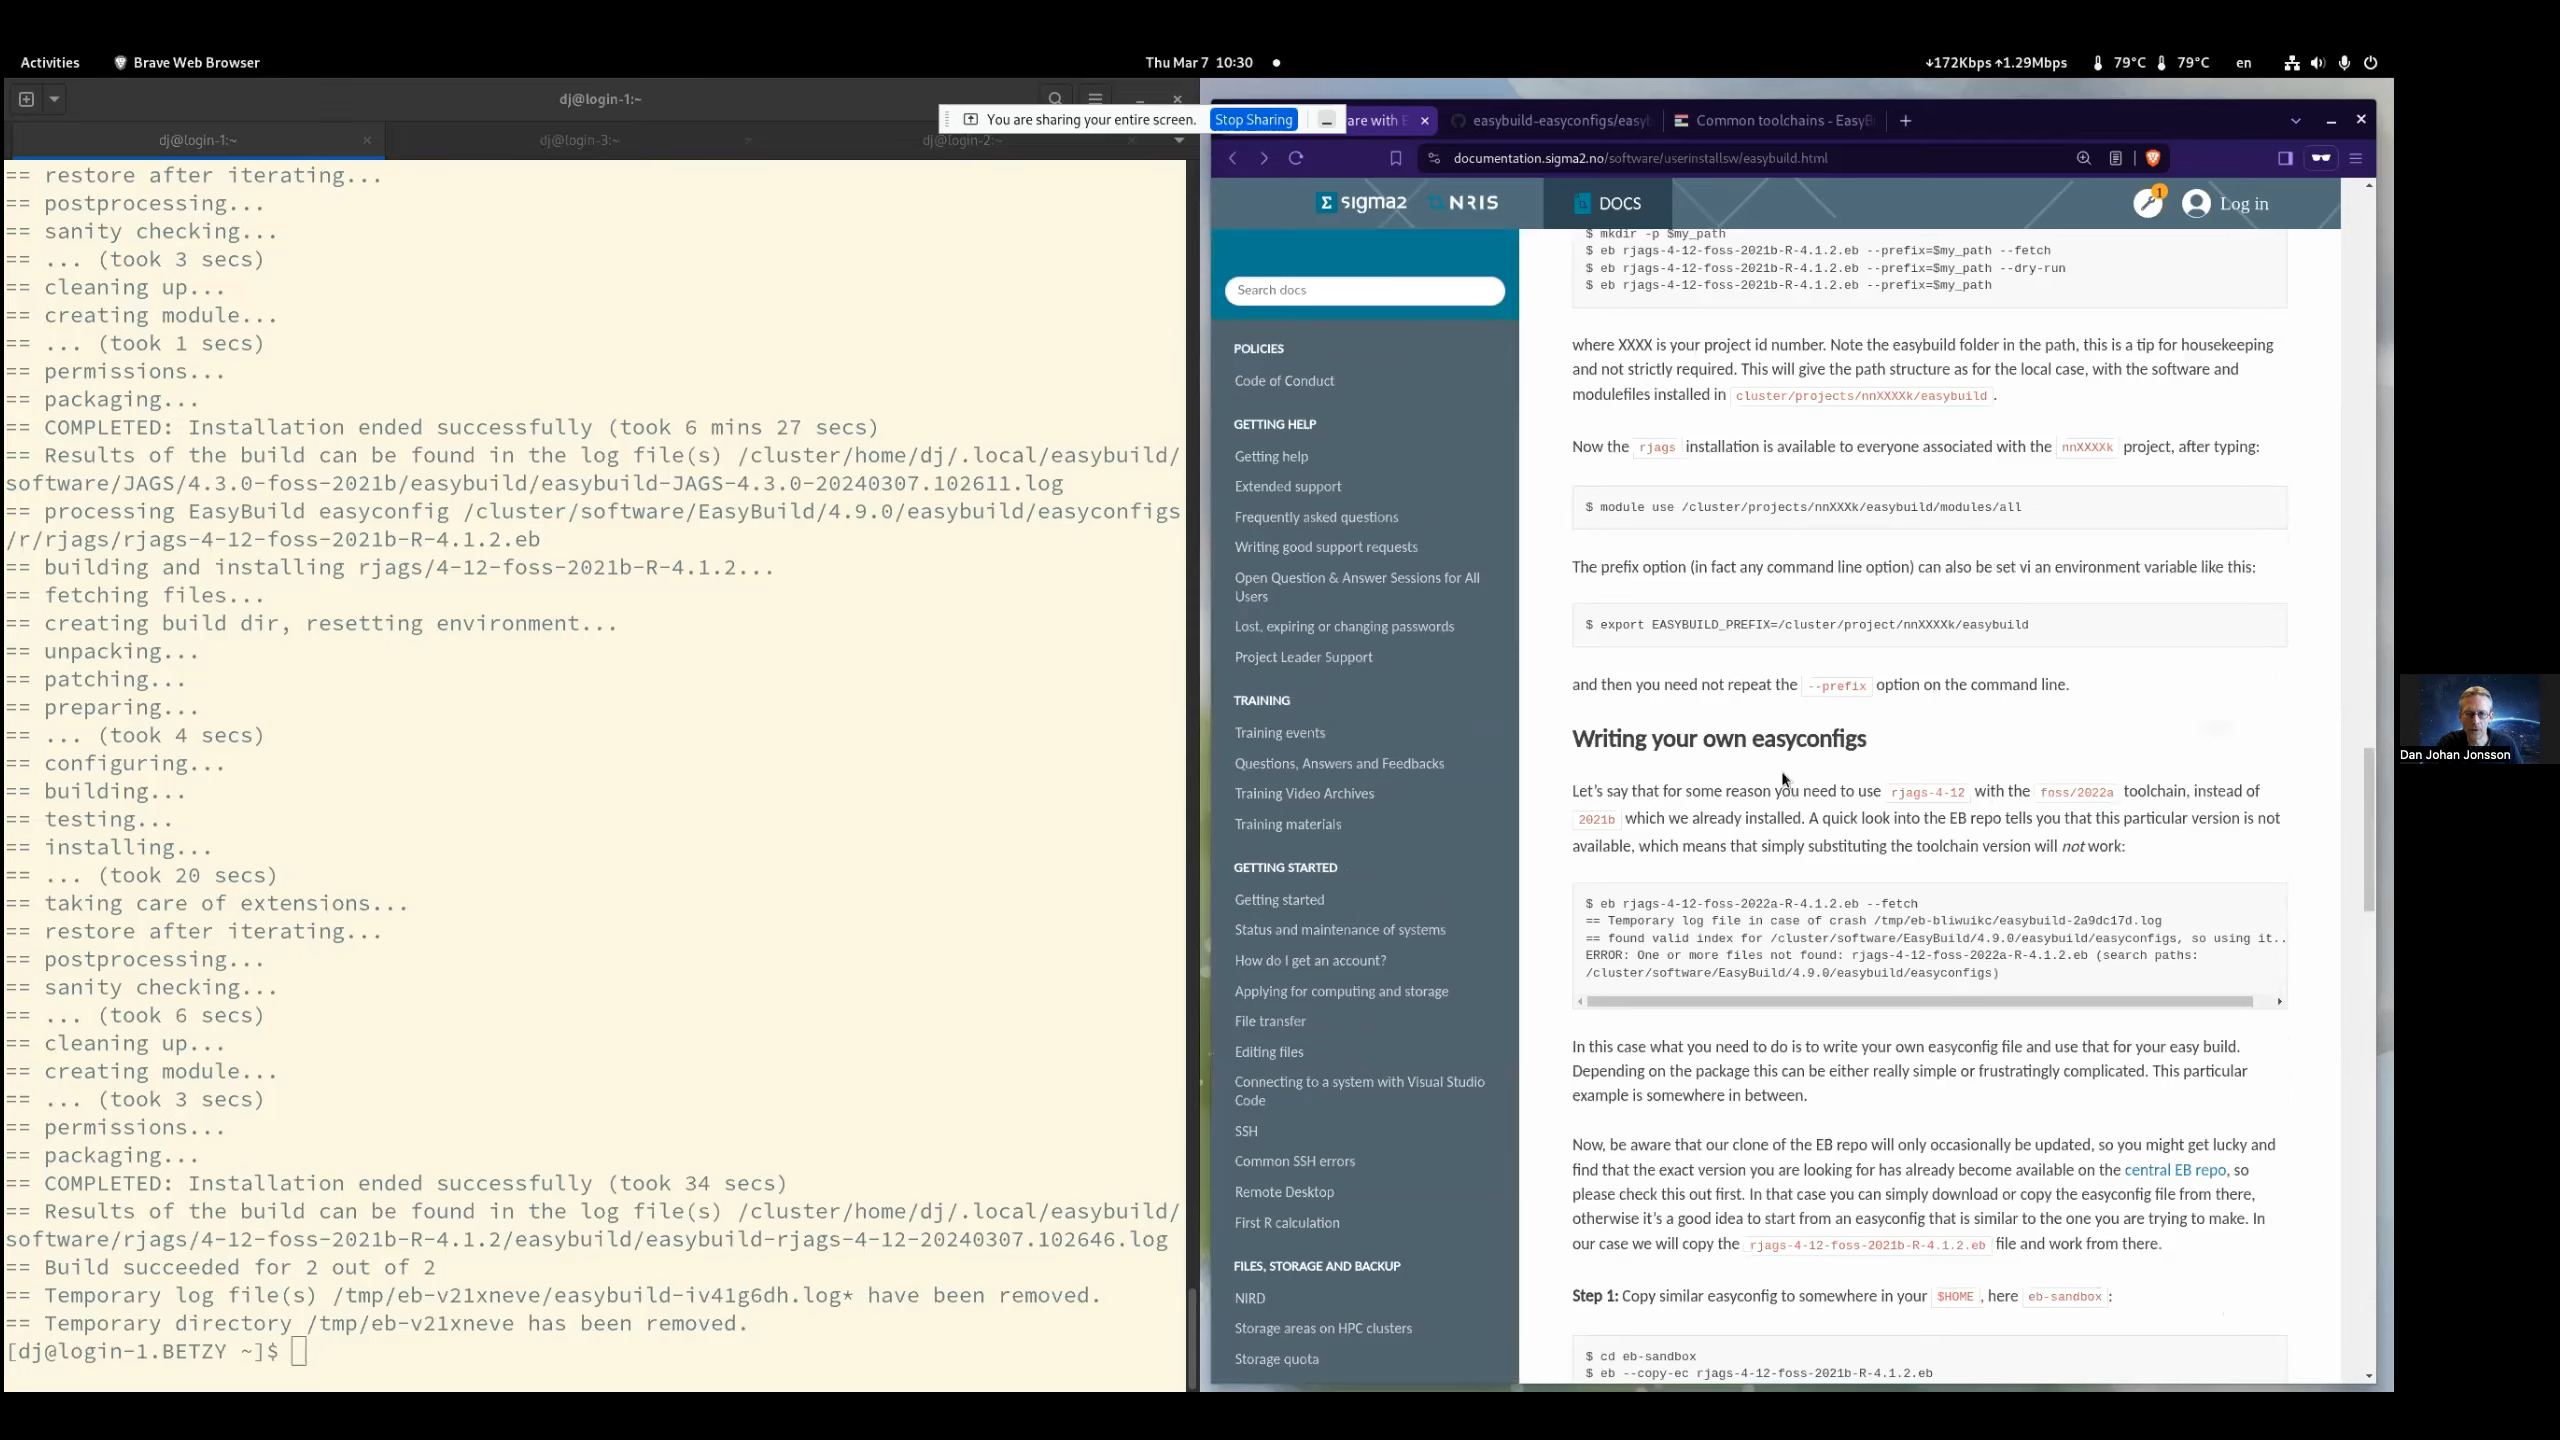 Activities
Brave Web Browser
Thu Mar 7 10:30
↓172Kbps ↑1.29Mbps
79°C
79°C
en
dj@login-1:~
dj@login-1:~
dj@login-3:~
dj@login-2:~
You are sharing your entire screen.
Stop Sharing
== restore after iterating...
== postprocessing...
== sanity checking...
== ... (took 3 secs)
== cleaning up...
== creating module...
== ... (took 1 secs)
== permissions...
== packaging...
== COMPLETED: Installation ended successfully (took 6 mins 27 secs)
== Results of the build can be found in the log file(s) /cluster/home/dj/.local/easybuild/
software/JAGS/4.3.0-foss-2021b/easybuild/easybuild-JAGS-4.3.0-20240307.102611.log
== processing EasyBuild easyconfig /cluster/software/EasyBuild/4.9.0/easybuild/easyconfigs
/r/rjags/rjags-4-12-foss-2021b-R-4.1.2.eb
== building and installing rjags/4-12-foss-2021b-R-4.1.2...
== fetching files...
== creating build dir, resetting environment...
== unpacking...
== patching...
== preparing...
== ... (took 4 secs)
== configuring...
== building...
== testing...
== installing...
== ... (took 20 secs)
== taking care of extensions...
== restore after iterating...
== postprocessing...
== sanity checking...
== ... (took 6 secs)
== cleaning up...
== creating module...
== ... (took 3 secs)
== permissions...
== packaging...
== COMPLETED: Installation ended successfully (took 34 secs)
== Results of the build can be found in the log file(s) /cluster/home/dj/.local/easybuild/
software/rjags/4-12-foss-2021b-R-4.1.2/easybuild/easybuild-rjags-4-12-20240307.102646.log
== Build succeeded for 2 out of 2
== Temporary log file(s) /tmp/eb-v21xneve/easybuild-iv41g6dh.log* have been removed.
== Temporary directory /tmp/eb-v21xneve has been removed.
[dj@login-1.BETZY ~]$
are with E
easybuild-easyconfigs/easyb
Common toolchains - EasyB
documentation.sigma2.no/software/userinstallsw/easybuild.html
Σ sigma2
NRIS
DOCS
1
Log in
Search docs
POLICIES
Code of Conduct
GETTING HELP
Getting help
Extended support
Frequently asked questions
Writing good support requests
Open Question & Answer Sessions for All
Users
Lost, expiring or changing passwords
Project Leader Support
TRAINING
Training events
Questions, Answers and Feedbacks
Training Video Archives
Training materials
GETTING STARTED
Getting started
Status and maintenance of systems
How do I get an account?
Applying for computing and storage
File transfer
Editing files
Connecting to a system with Visual Studio
Code
SSH
Common SSH errors
Remote Desktop
First R calculation
FILES, STORAGE AND BACKUP
NIRD
Storage areas on HPC clusters
Storage quota
$ mkdir -p $my_path
$ eb rjags-4-12-foss-2021b-R-4.1.2.eb --prefix=$my_path --fetch
$ eb rjags-4-12-foss-2021b-R-4.1.2.eb --prefix=$my_path --dry-run
$ eb rjags-4-12-foss-2021b-R-4.1.2.eb --prefix=$my_path
where XXXX is your project id number. Note the easybuild folder in the path, this is a tip for housekeeping
and not strictly required. This will give the path structure as for the local case, with the software and
modulefiles installed in cluster/projects/nnXXXXk/easybuild .
Now the rjags installation is available to everyone associated with the nnXXXXk project, after typing:
$ module use /cluster/projects/nnXXXk/easybuild/modules/all
The prefix option (in fact any command line option) can also be set vi an environment variable like this:
$ export EASYBUILD_PREFIX=/cluster/project/nnXXXXk/easybuild
and then you need not repeat the --prefix option on the command line.
Writing your own easyconfigs
Let's say that for some reason you need to use rjags-4-12 with the foss/2022a toolchain, instead of
2021b which we already installed. A quick look into the EB repo tells you that this particular version is not
available, which means that simply substituting the toolchain version will not work:
$ eb rjags-4-12-foss-2022a-R-4.1.2.eb --fetch
== Temporary log file in case of crash /tmp/eb-bliwuikc/easybuild-2a9dc17d.log
== found valid index for /cluster/software/EasyBuild/4.9.0/easybuild/easyconfigs, so using it..
ERROR: One or more files not found: rjags-4-12-foss-2022a-R-4.1.2.eb (search paths:
/cluster/software/EasyBuild/4.9.0/easybuild/easyconfigs)
In this case what you need to do is to write your own easyconfig file and use that for your easy build.
Depending on the package this can be either really simple or frustratingly complicated. This particular
example is somewhere in between.
Now, be aware that our clone of the EB repo will only occasionally be updated, so you might get lucky and
find that the exact version you are looking for has already become available on the central EB repo, so
please check this out first. In that case you can simply download or copy the easyconfig file from there,
otherwise it's a good idea to start from an easyconfig that is similar to the one you are trying to make. In
our case we will copy the rjags-4-12-foss-2021b-R-4.1.2.eb file and work from there.
Step 1: Copy similar easyconfig to somewhere in your $HOME , here eb-sandbox :
$ cd eb-sandbox
$ eb --copy-ec rjags-4-12-foss-2021b-R-4.1.2.eb
Dan Johan Jonsson